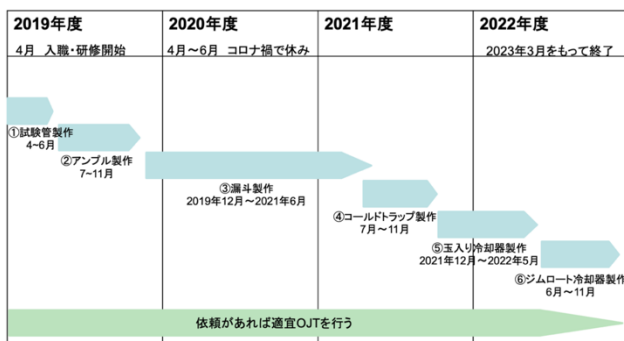 2019年度
2020年度
2021年度
2022年度
4月 入職・研修開始
4月〜6月 コロナ禍で休み
2023年3月をもって終了
①試験管製作
4~6月
②アンプル製作
7~11月
③漏斗製作
2019年12月〜2021年6月
④コールドトラップ製作
7月〜11月
⑤玉入り冷却器製作
2021年12月〜2022年5月
⑥ジムロート冷却器製作
6月〜11月
依頼があれば適宜OJTを行う